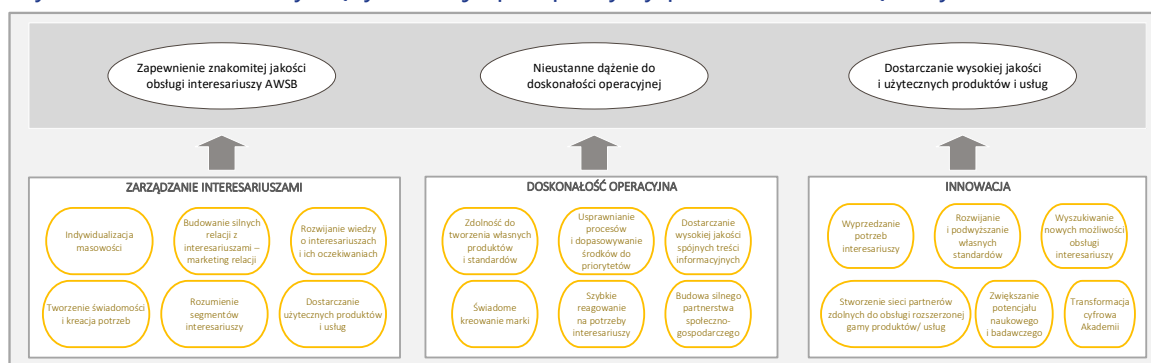 Zapewnienie znakomitej jakości
obsługi interesariuszy AWSB
Nieustanne dążenie do
doskonałości operacyjnej
Dostarczanie wysokiej jakości
i użytecznych produktów i usług
ZARZĄDZANIE INTERESARIUSZAMI
Indywidualizacja
masowości
Budowanie silnych
relacji z
interesariuszami –
marketing relacji
Rozwijanie wiedzy
o interesariuszach
i ich oczekiwaniach
Tworzenie świadomości
i kreacja potrzeb
Rozumienie
segmentów
interesariuszy
Dostarczanie
użytecznych produktów
i usług
DOSKONAŁOŚĆ OPERACYJNA
Zdolność do
tworzenia własnych
produktów
i standardów
Usprawnianie
procesów
i dopasowywanie
środków do
priorytetów
Dostarczanie
wysokiej jakości
spójnych treści
informacyjnych
Świadome
kreowanie marki
Szybkie
reagowanie
na potrzeby
interesariuszy
Budowa silnego
partnerstwa
społeczno-
gospodarczego
INNOWACJA
Wyprzedzanie
potrzeb
interesariuszy
Rozwijanie
i podwyższanie
własnych
standardów
Wyszukiwanie
nowych możliwości
obsługi
interesariuszy
Stworzenie sieci partnerów
zdolnych do obsługi rozszerzonej
gamy produktów/ usług
Zwiększanie
potencjału
naukowego
i badawczego
Transformacja
cyfrowa
Akademii